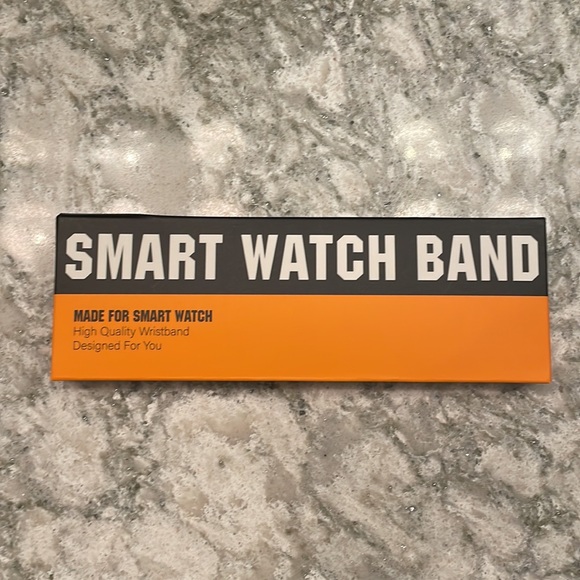 SMART WATCH BAND
MADE FOR SMART WATCH
High Quality Wristband
Designed For You